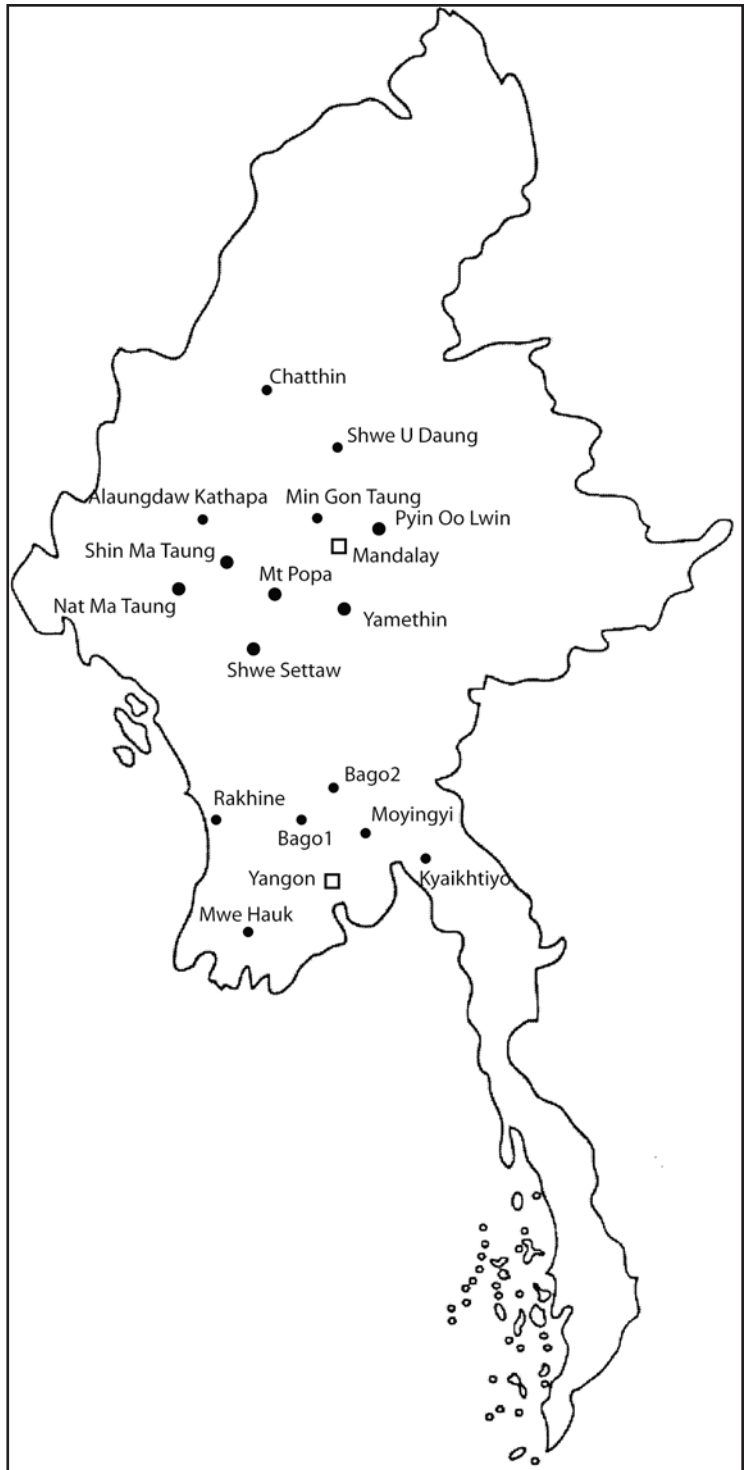 Chatthin
Shwe U Daung
Alaungdaw Kathapa
Min Gon Taung
Pyin Oo Lwin
Shin Ma Taung
Mandalay
Mt Popa
Nat Ma Taung
Yamethin
Shwe Settaw
Bago2
Rakhine
Moyingyi
Bago1
Yangon
Kyaikhtiyo
Mwe Hauk